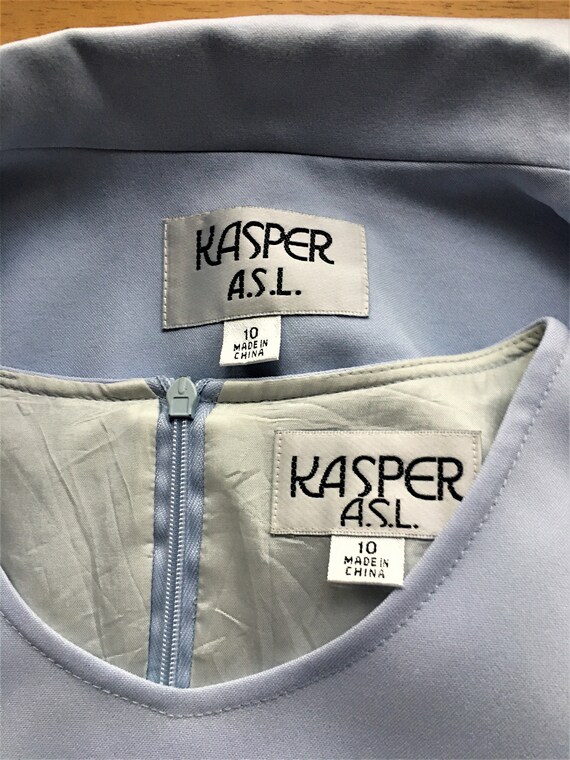 KASPER
A.S.L.
10
MADE IN
CHINA
KASPER
A.S.L.
10
MADE IN
CHINA